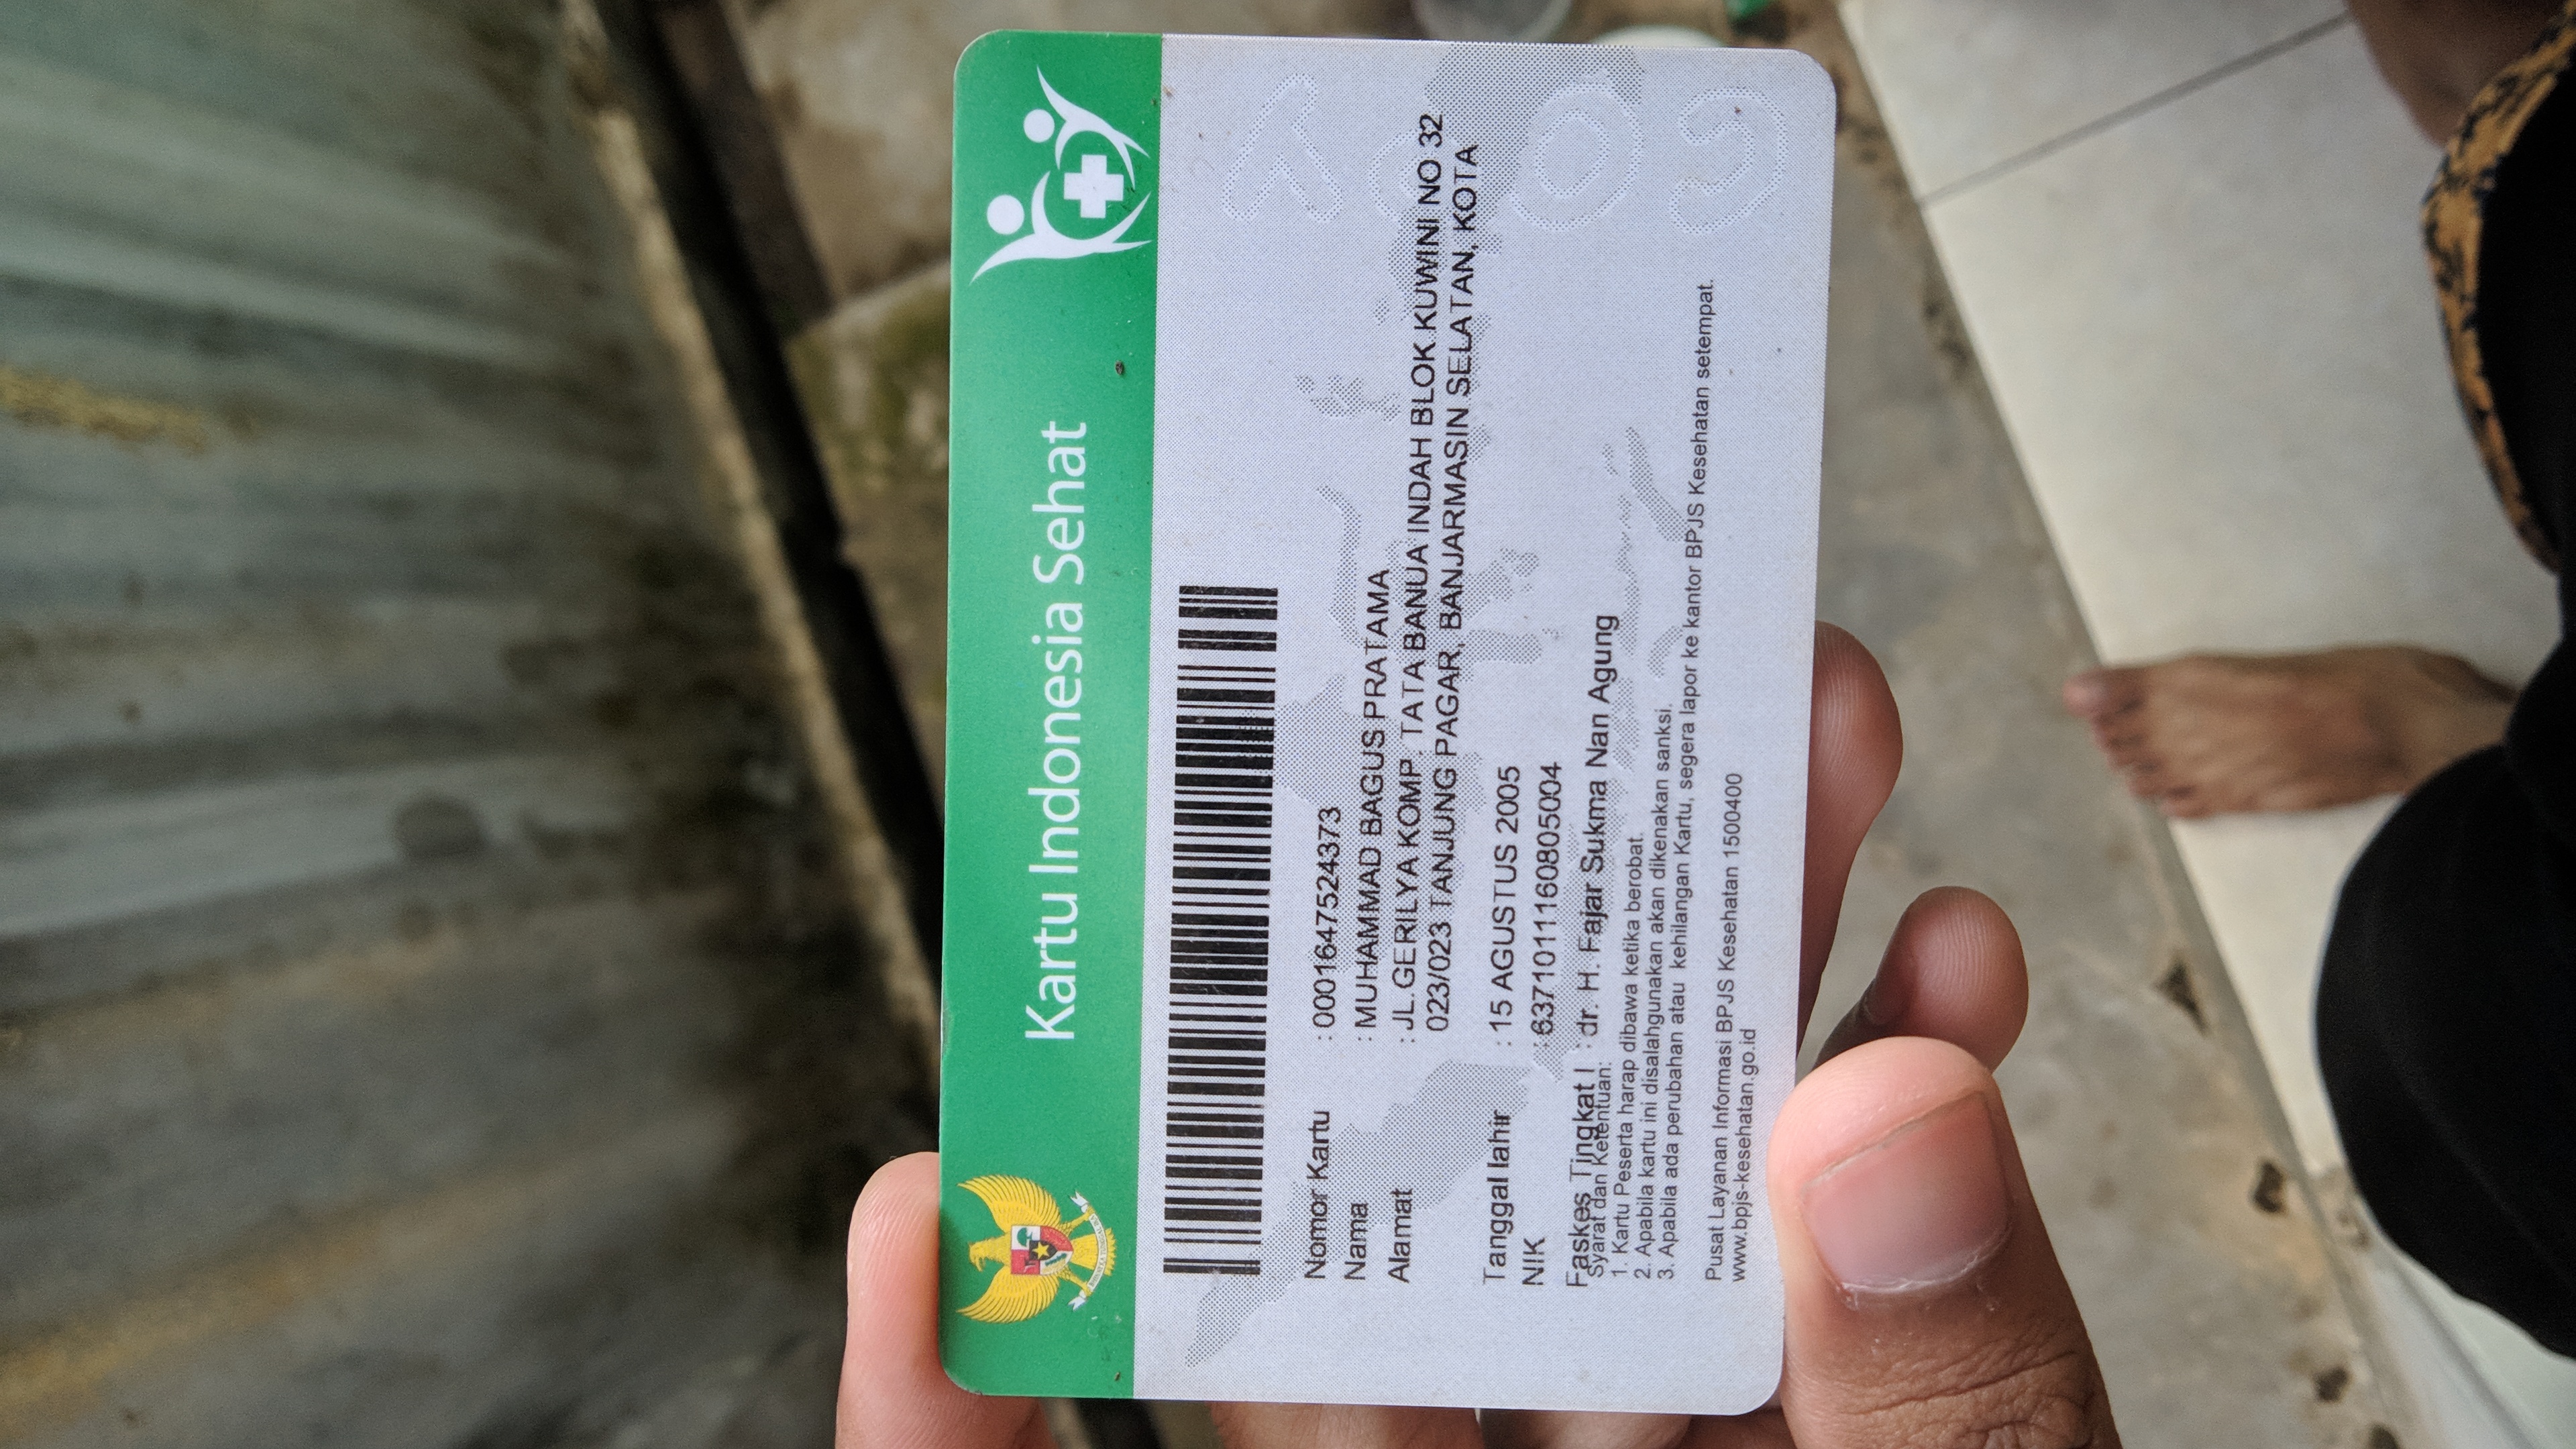 Kartu Indonesia Sehat
Nomor Kartu : 0001647524373
Nama : MUHAMMAD BAGUS PRATAMA
Alamat : JL.GERILYA KOMP. TATA BANUA INDAH BLOK KUWINI NO 32
023/023 TANJUNG PAGAR, BANJARMASIN SELATAN, KOTA
Tanggal lahir : 15 AGUSTUS 2005
NIK : 6371011160805004
Faskes Tingkat I : dr. H. Fajar Sukma Nan Agung
Syarat dan Ketentuan:
1. Kartu Peserta harap dibawa ketika berobat.
2. Apabila kartu ini disalahgunakan akan dikenakan sanksi.
3. Apabila ada perubahan atau kehilangan Kartu, segera lapor ke kantor BPJS Kesehatan setempat.
Pusat Layanan Informasi BPJS Kesehatan 1500400
www.bpjs-kesehatan.go.id